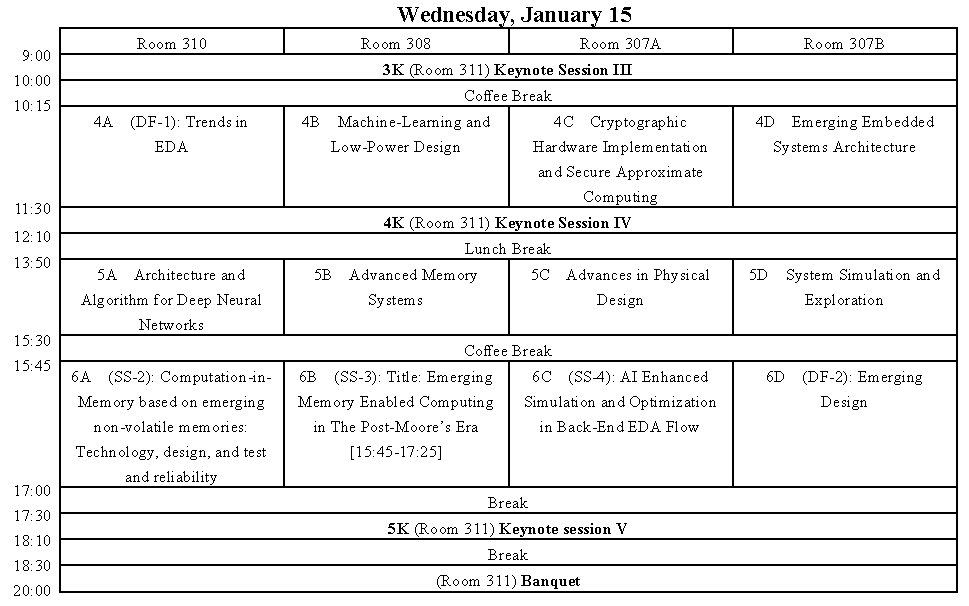 Wednesday, January 15
Room 310 Room 308 Room 307A Room 307B
9:00
3K (Room 311) Keynote Session III
10:00
Coffee Break
10:15
4A (DF-1): Trends in
EDA
4B Machine-Learning and
Low-Power Design
4C Cryptographic
Hardware Implementation
and Secure Approximate
Computing
4D Emerging Embedded
Systems Architecture
11:30
4K (Room 311) Keynote Session IV
12:10
Lunch Break
13:50
5A Architecture and
Algorithm for Deep Neural
Networks
5B Advanced Memory
Systems
5C Advances in Physical
Design
5D System Simulation and
Exploration
15:30
Coffee Break
15:45
6A (SS-2): Computation-in-
Memory based on emerging
non-volatile memories:
Technology, design, and test
and reliability
6B (SS-3): Title: Emerging
Memory Enabled Computing
in The Post-Moore’s Era
[15:45-17:25]
6C (SS-4): AI Enhanced
Simulation and Optimization
in Back-End EDA Flow
6D (DF-2): Emerging
Design
17:00
Break
17:30
5K (Room 311) Keynote session V
18:10
Break
18:30
(Room 311) Banquet
20:00